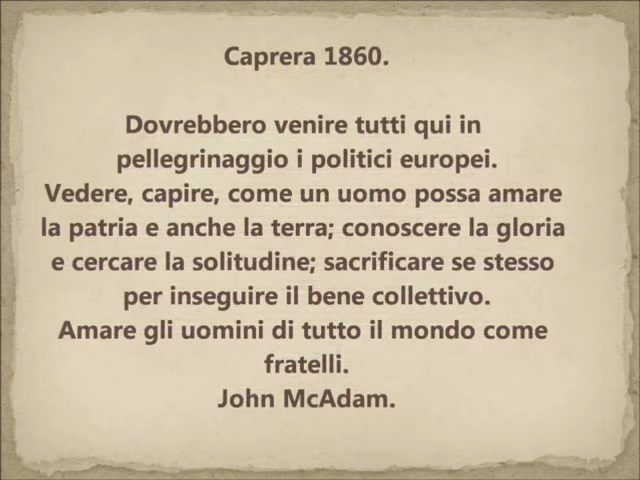 Caprera 1860.
Dovrebbero venire tutti qui in
pellegrinaggio i politici europei.
Vedere, capire, come un uomo possa amare
la patria e anche la terra; conoscere la gloria
e cercare la solitudine; sacrificare se stesso
per inseguire il bene collettivo.
Amare gli uomini di tutto il mondo come
fratelli.
John McAdam.